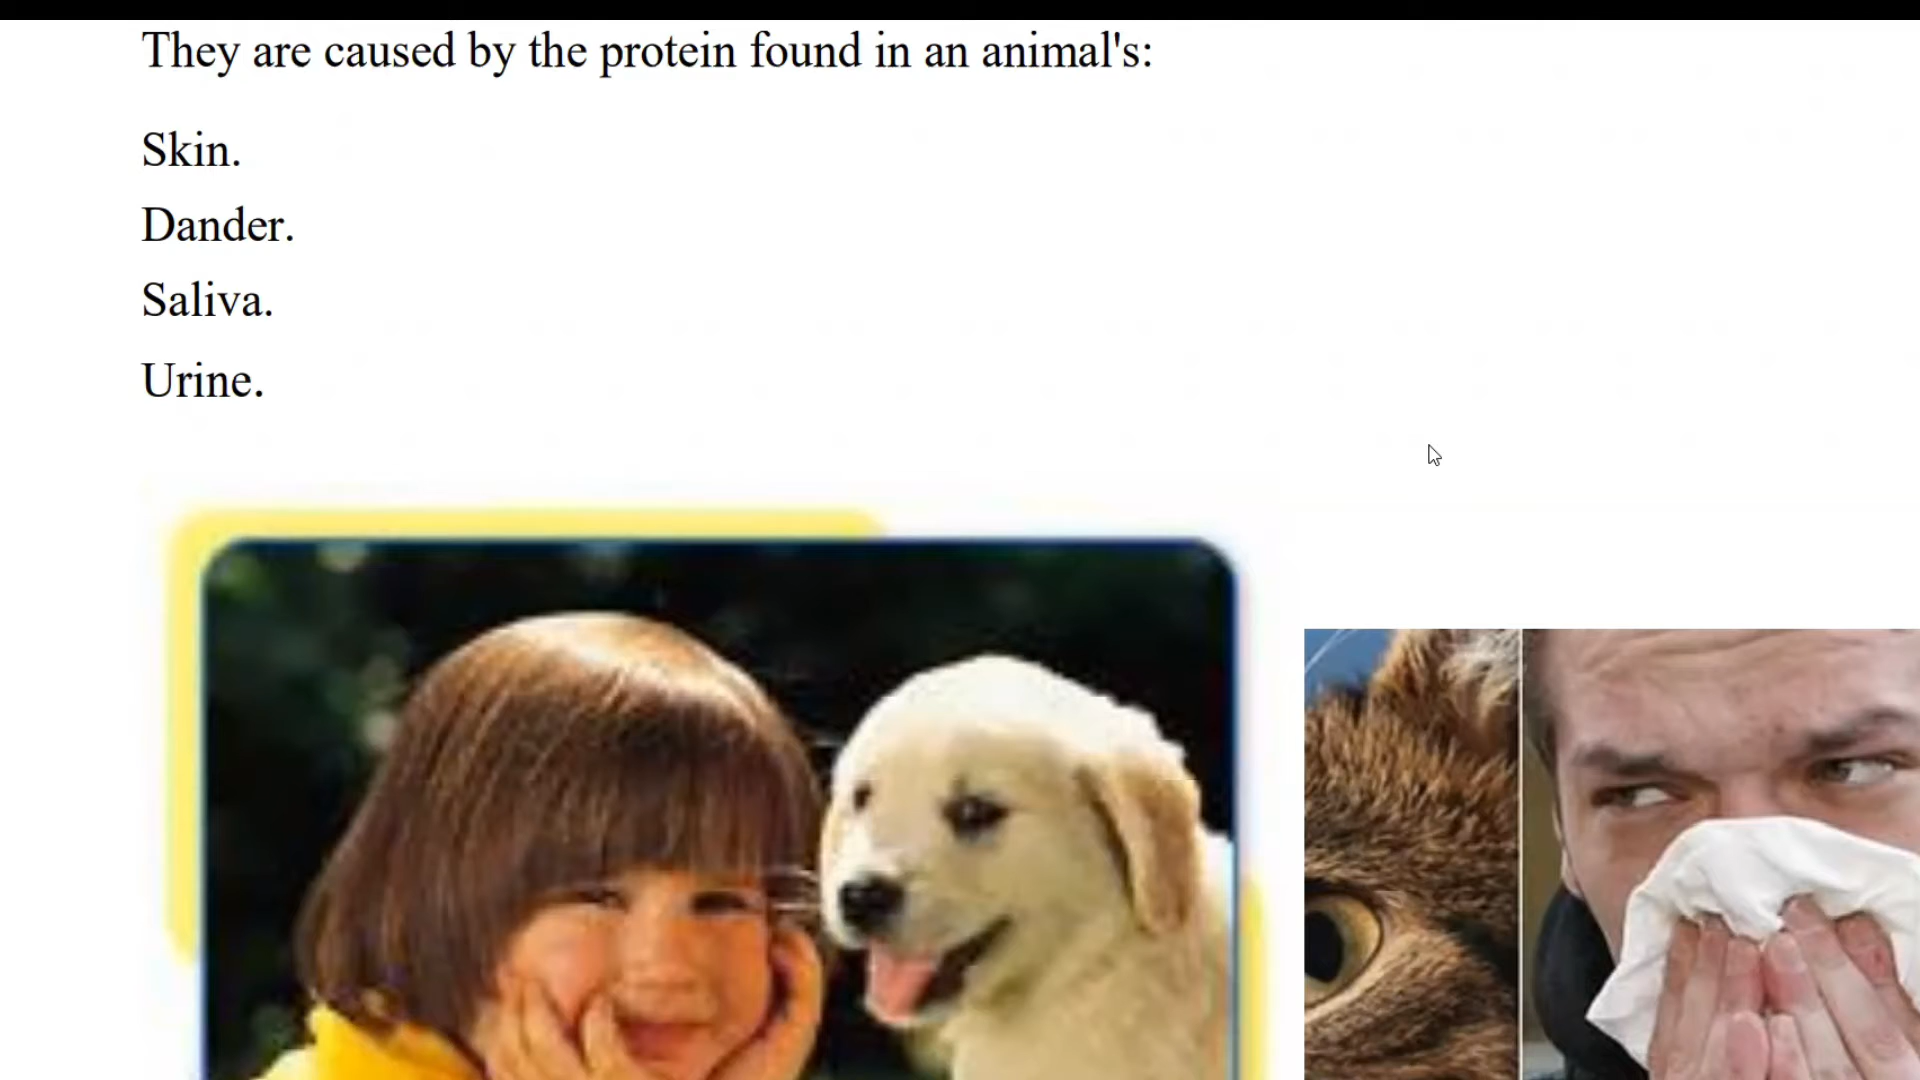 They are caused by the protein found in an animal's:
Skin.
Dander.
Saliva.
Urine.